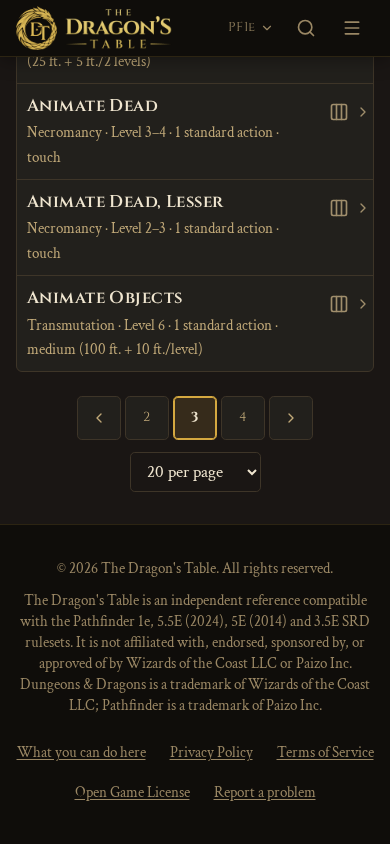 THE
DRAGON'S
TABLE
DT
PF1E
(25 ft. + 5 ft./2 levels)
ANIMATE DEAD
Necromancy · Level 3–4 · 1 standard action ·
touch
ANIMATE DEAD, LESSER
Necromancy · Level 2–3 · 1 standard action ·
touch
ANIMATE OBJECTS
Transmutation · Level 6 · 1 standard action ·
medium (100 ft. + 10 ft./level)
2 3 4
20 per page
© 2026 The Dragon's Table. All rights reserved.
The Dragon's Table is an independent reference compatible
with the Pathfinder 1e, 5.5E (2024), 5E (2014) and 3.5E SRD
rulesets. It is not affiliated with, endorsed, sponsored by, or
approved of by Wizards of the Coast LLC or Paizo Inc.
Dungeons & Dragons is a trademark of Wizards of the Coast
LLC; Pathfinder is a trademark of Paizo Inc.
What you can do here Privacy Policy Terms of Service
Open Game License Report a problem